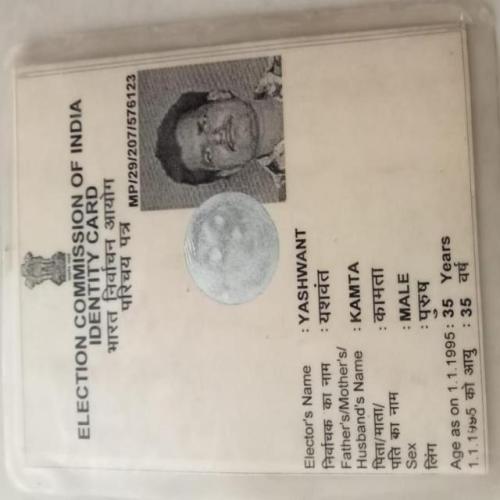 ELECTION COMMISSION OF INDIA
IDENTITY CARD
भारत निर्वाचन आयोग
परिचय पत्र
MP/29/207/576123
Elector's Name : YASHWANT
निर्वाचक का नाम : यशवंत
Father's/Mother's/
Husband's Name : KAMTA
पिता/माता/
पति का नाम : कामता
Sex : MALE
लिंग : पुरुष
Age as on 1.1.1995 : 35 Years
1.1.1995 को आयु : 35 वर्ष